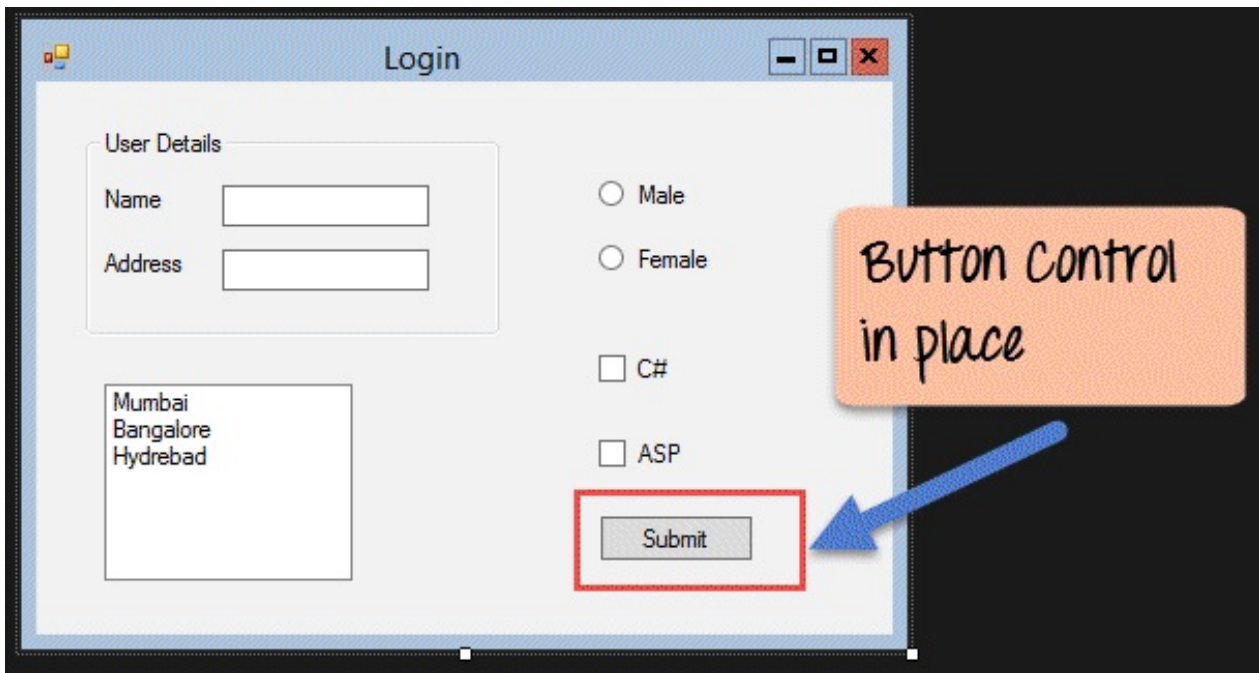 Login
User Details
Name
Address
Male
Female
Button Control
in place
C#
Mumbai
Bangalore
Hydrebad
ASP
Submit